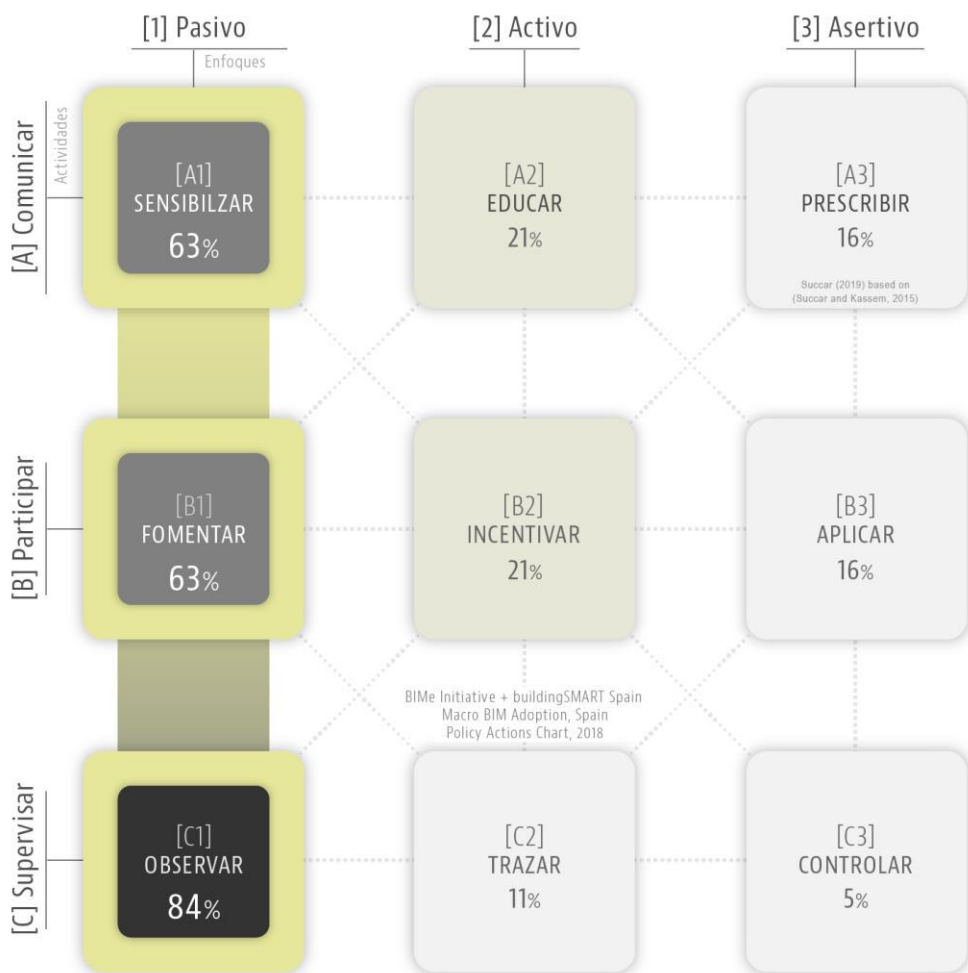 [1] Pasivo
[2] Activo
[3] Asertivo
Enfoques
[A] Comunicar
Actividades
[A1]
SENSIBILZAR
63%
[A2]
EDUCAR
21%
[A3]
PRESCRIBIR
16%
Succar (2019) based on
(Succar and Kassem, 2015)
[B] Participar
[B1]
FOMENTAR
63%
[B2]
INCENTIVAR
21%
[B3]
APLICAR
16%
BIMe Initiative + buildingSMART Spain
Macro BIM Adoption, Spain
Policy Actions Chart, 2018
[C] Supervisar
[C1]
OBSERVAR
84%
[C2]
TRAZAR
11%
[C3]
CONTROLAR
5%